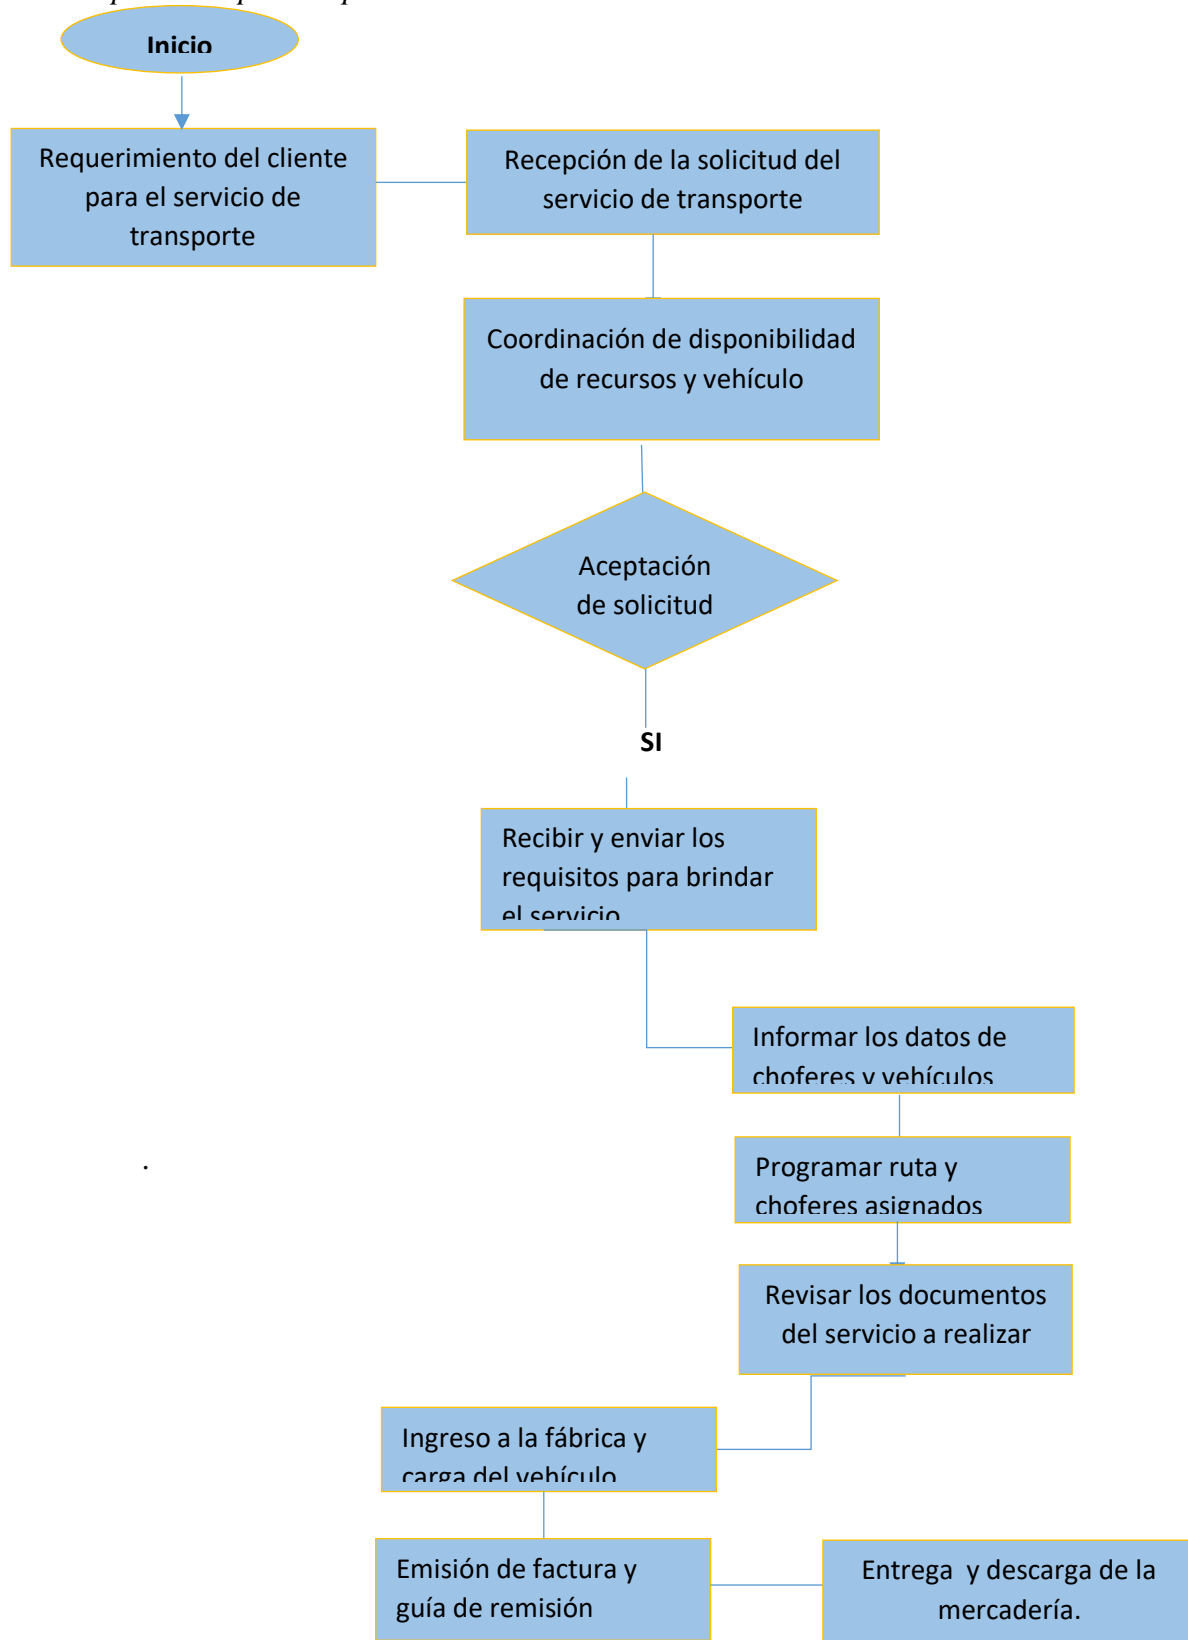 Inicio
Requerimiento del cliente
para el servicio de
transporte
Recepción de la solicitud del
servicio de transporte
Coordinación de disponibilidad
de recursos y vehículo
Aceptación
de solicitud
SI
Recibir y enviar los
requisitos para brindar
el servicio
Informar los datos de
choferes y vehículos
.
Programar ruta y
choferes asignados
Revisar los documentos
del servicio a realizar
Ingreso a la fábrica y
carga del vehículo
Emisión de factura y
guía de remisión
Entrega  y descarga de la
mercadería.